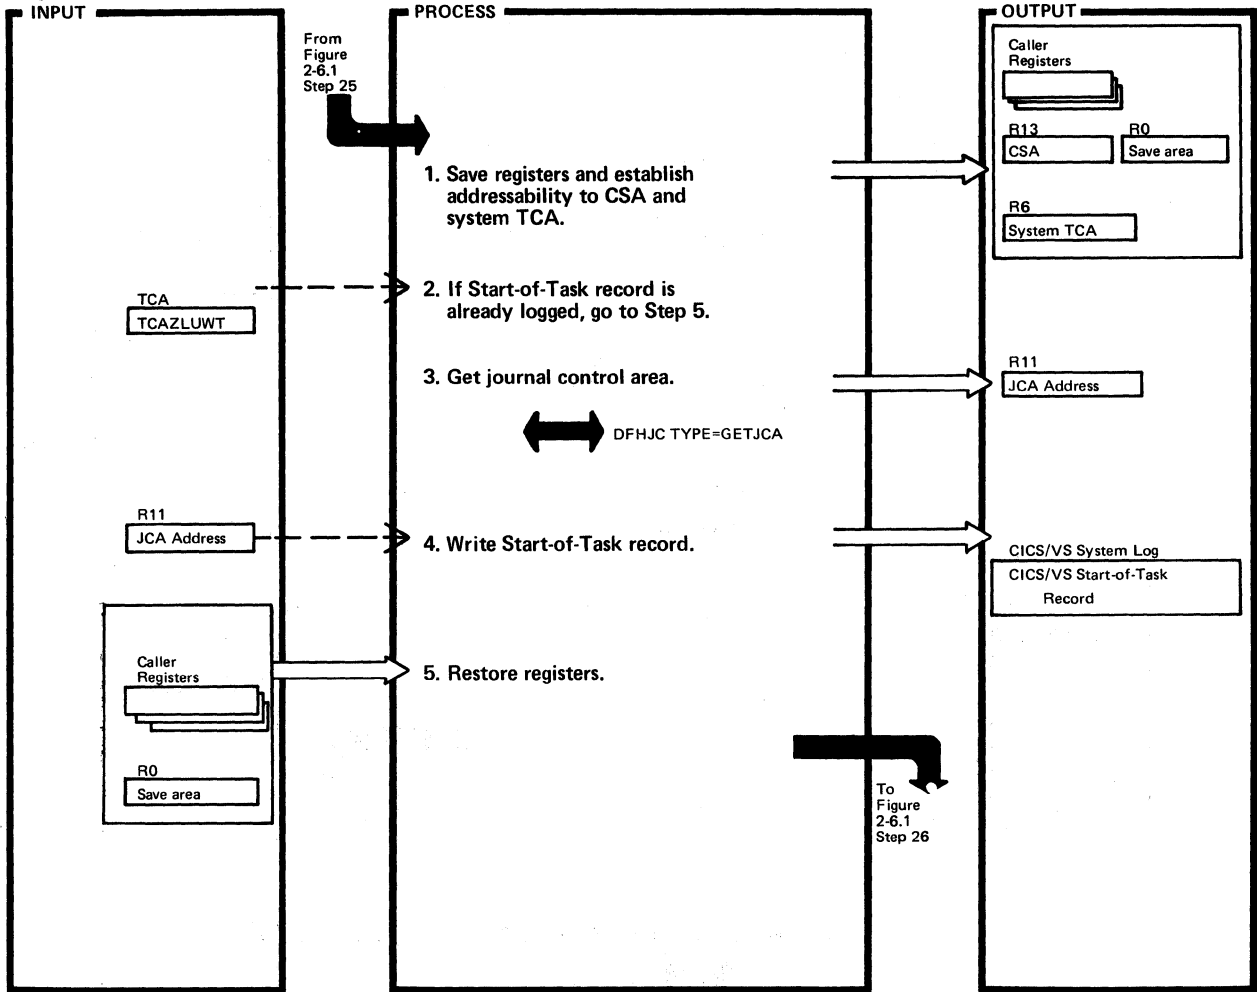 INPUT
PROCESS
OUTPUT
From
Figure
2-6.1
Step 25
Caller
Registers
R13
CSA
R0
Save area
1. Save registers and establish
addressability to CSA and
system TCA.
R6
System TCA
TCA
TCAZLUWT
2. If Start-of-Task record is
already logged, go to Step 5.
3. Get journal control area.
R11
JCA Address
DFHJC TYPE=GETJCA
R11
JCA Address
4. Write Start-of-Task record.
CICS/VS System Log
CICS/VS Start-of-Task
Record
Caller
Registers
5. Restore registers.
R0
Save area
To
Figure
2-6.1
Step 26